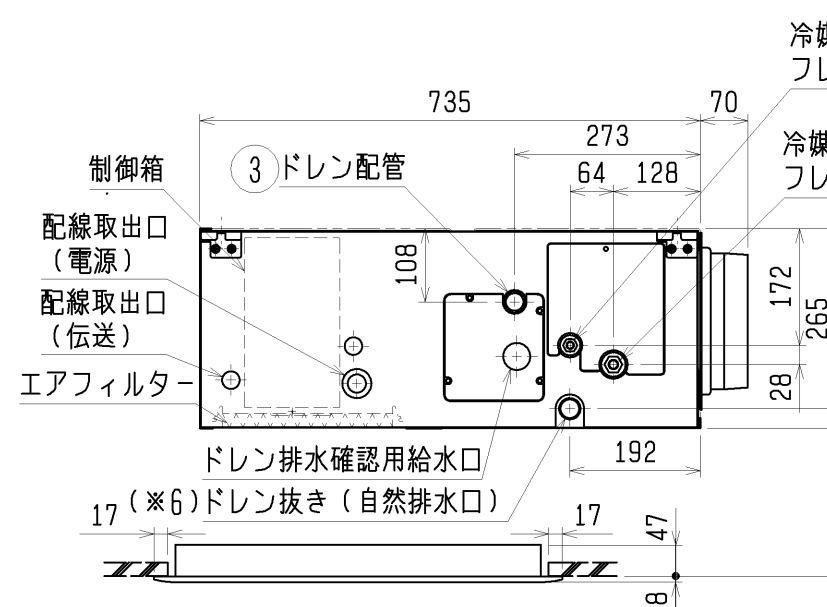 冷媒
フレ
735
70
273
冷媒
フレ
64
128
制御箱
3
ドレン配管
配線取出口
(電源)
108
172
265
配線取出口
(伝送)
エアフィルター
28
ドレン排水確認用給水口
192
(※6)ドレン抜き(自然排水口)
17
17
47
8